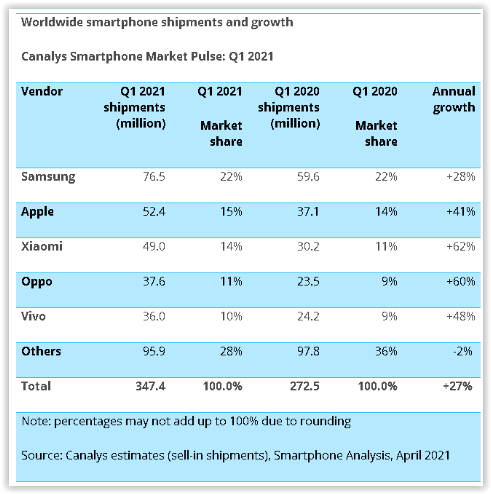 Worldwide smartphone shipments and growth
Canalys Smartphone Market Pulse: Q1 2021
Vendor Q1 2021 shipments (million) Q1 2021 Market share Q1 2020 shipments (million) Q1 2020 Market share Annual growth
Samsung 76.5 22% 59.6 22% +28%
Apple 52.4 15% 37.1 14% +41%
Xiaomi 49.0 14% 30.2 11% +62%
Oppo 37.6 11% 23.5 9% +60%
Vivo 36.0 10% 24.2 9% +48%
Others 95.9 28% 97.8 36% -2%
Total 347.4 100.0% 272.5 100.0% +27%
Note: percentages may not add up to 100% due to rounding
Source: Canalys estimates (sell-in shipments), Smartphone Analysis, April 2021